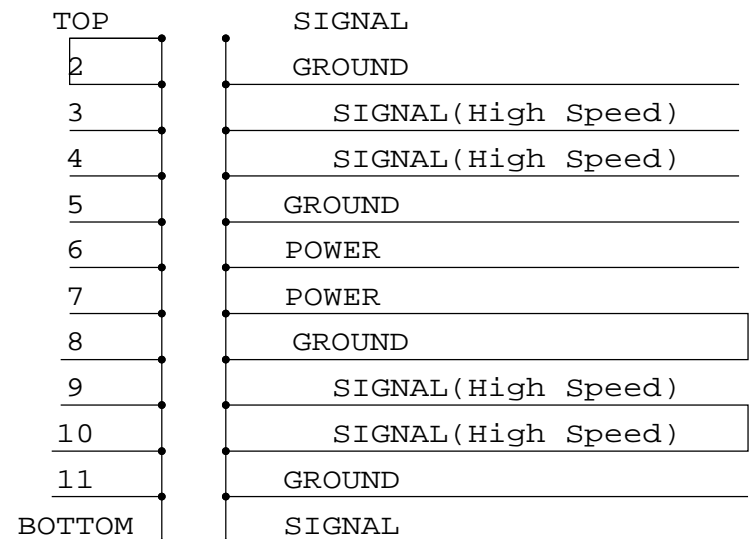 TOP SIGNAL
2 GROUND
3 SIGNAL(High Speed)
4 SIGNAL(High Speed)
5 GROUND
6 POWER
7 POWER
8 GROUND
9 SIGNAL(High Speed)
10 SIGNAL(High Speed)
11 GROUND
BOTTOM SIGNAL